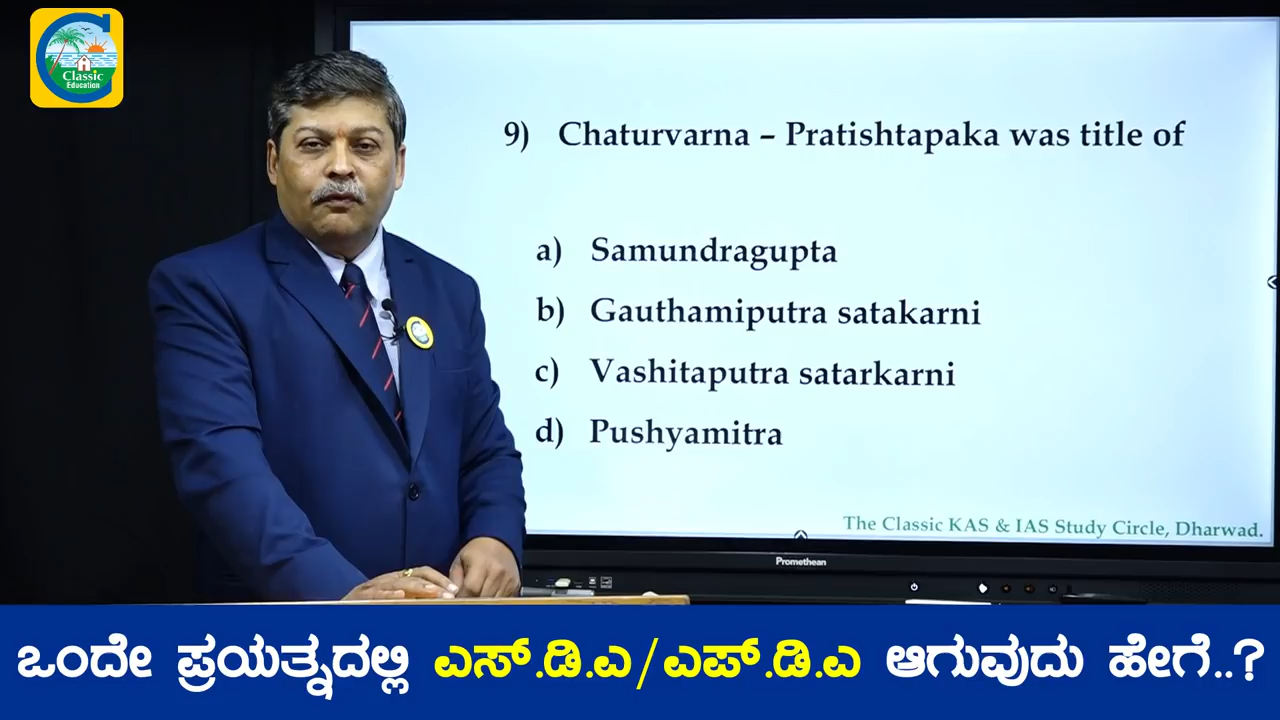 Classic
Education
9) Chaturvarna – Pratishtapaka was title of
a) Samundragupta
b) Gauthamiputra satakarni
c) Vashitaputra satarkarni
d) Pushyamitra
The Classic KAS & IAS Study Circle, Dharwad.
Promethean
ಒಂದೇ ಪ್ರಯತ್ನದಲ್ಲಿ ಎಸ್.ಡಿ.ಎ/ಎಪ್.ಡಿ.ಎ ಆಗುವುದು ಹೇಗೆ..?